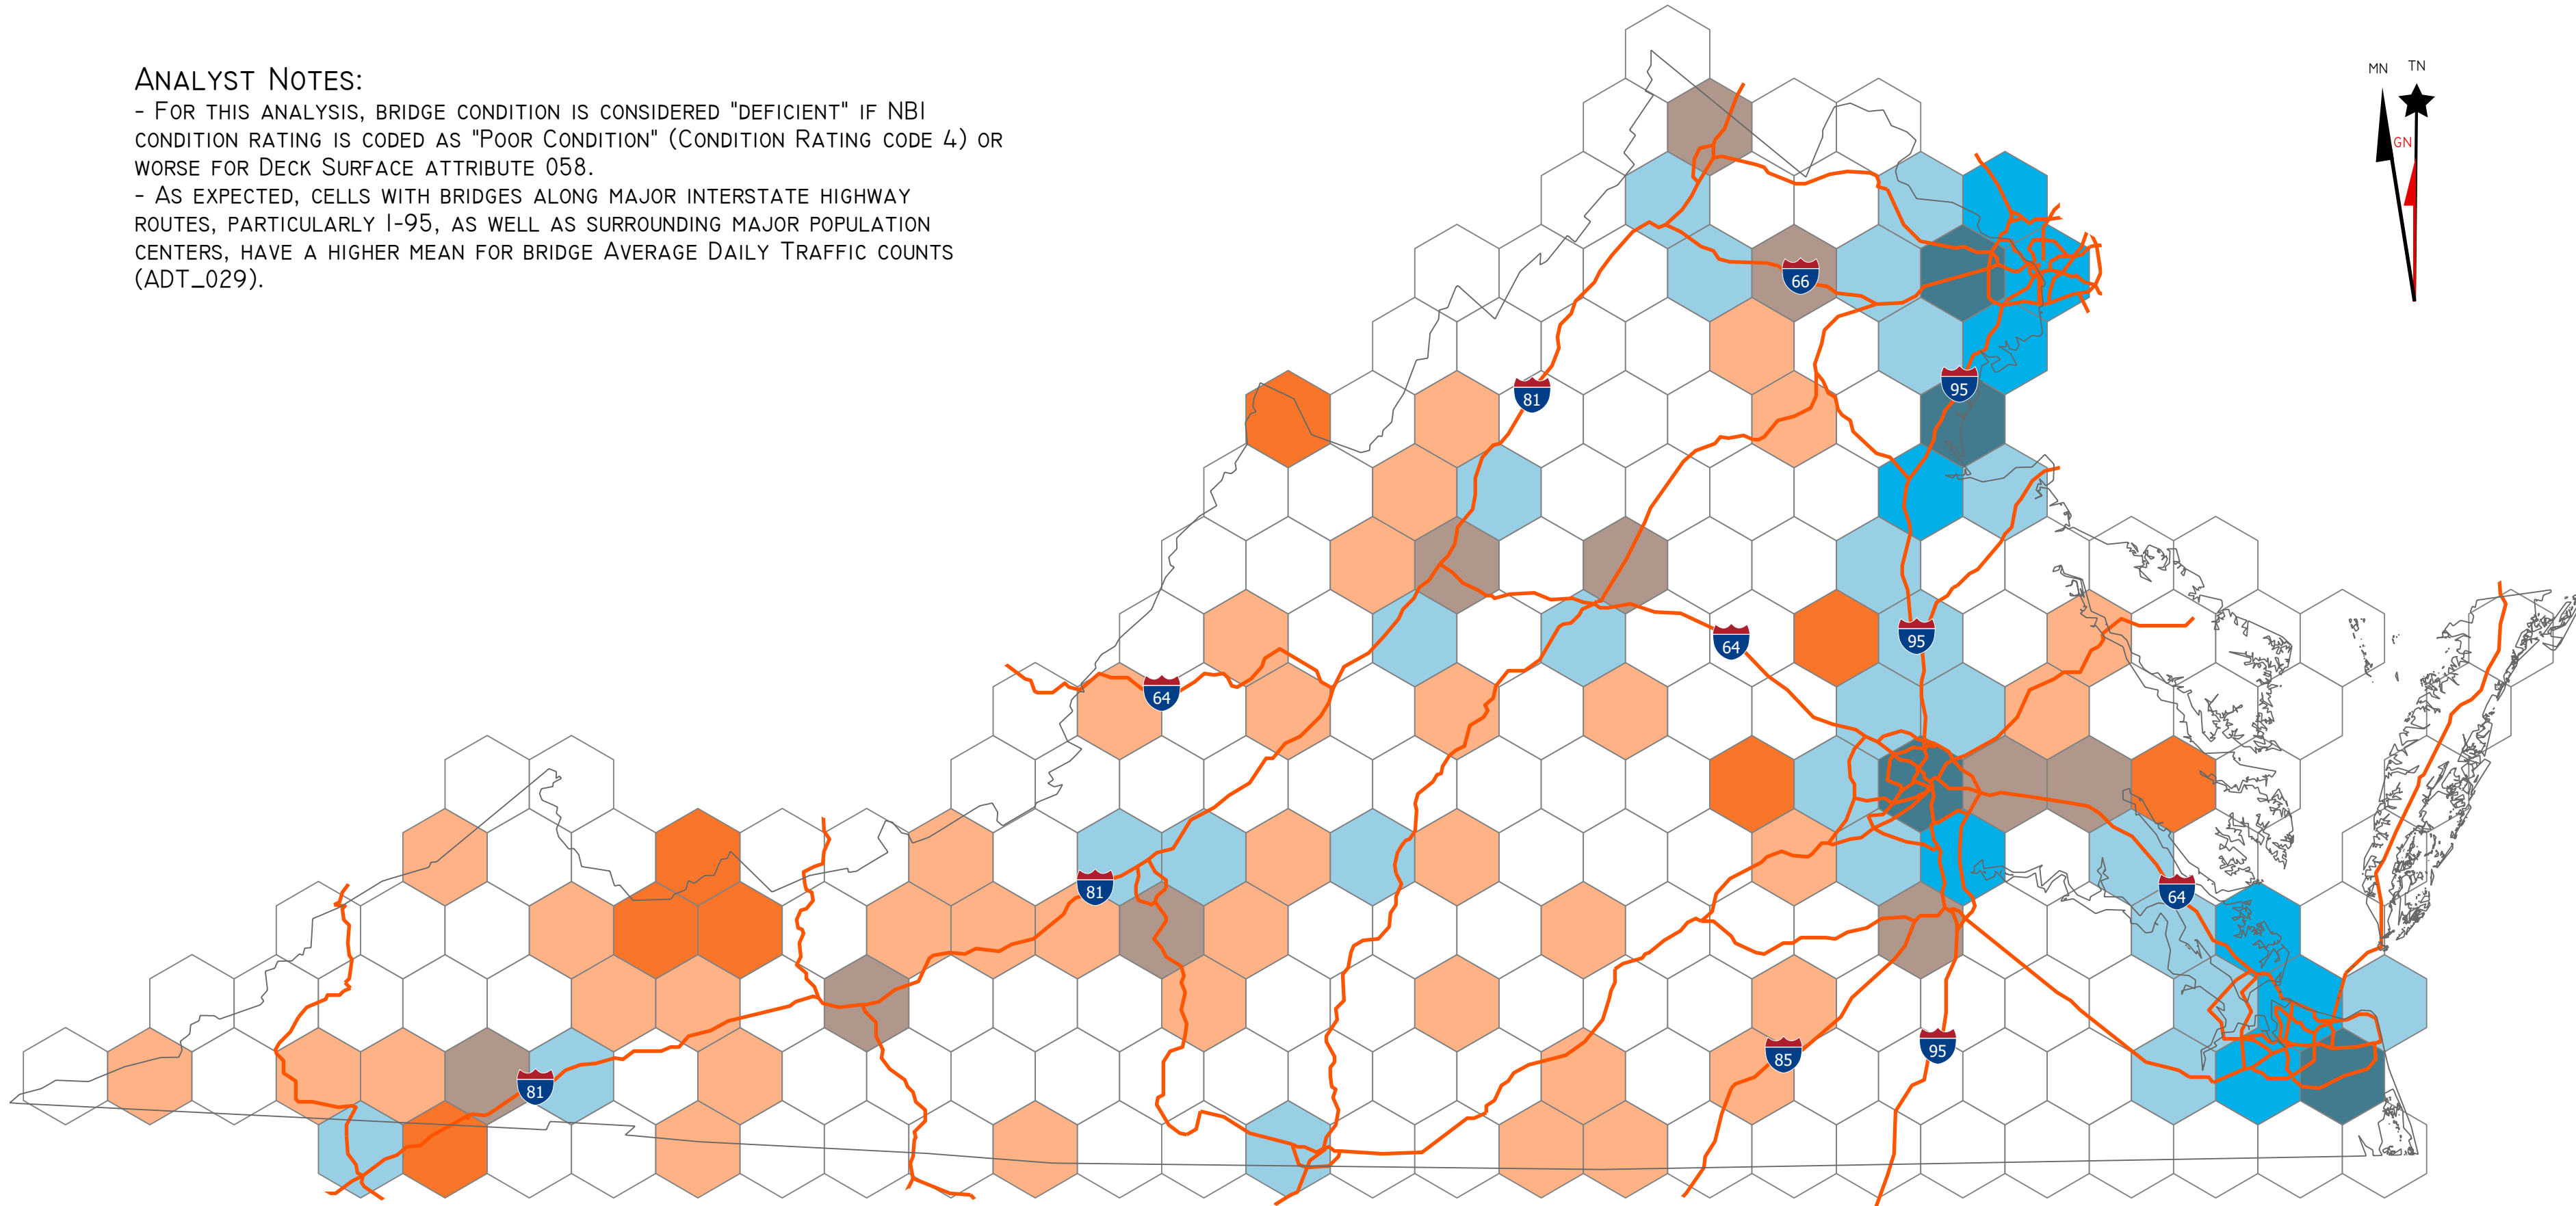 MN TN
Analyst Notes:
- For this analysis, bridge condition is considered "deficient" if NBI
condition rating is coded as "Poor Condition" (Condition Rating code 4) or
worse for Deck Surface attribute 058.
GN
- As expected, cells with bridges along major interstate highway
routes, particularly I-95, as well as surrounding major population
centers, have a higher mean for bridge Average Daily Traffic counts
(ADT_029).
66
81
95
64
95
64
81
64
85
95
81